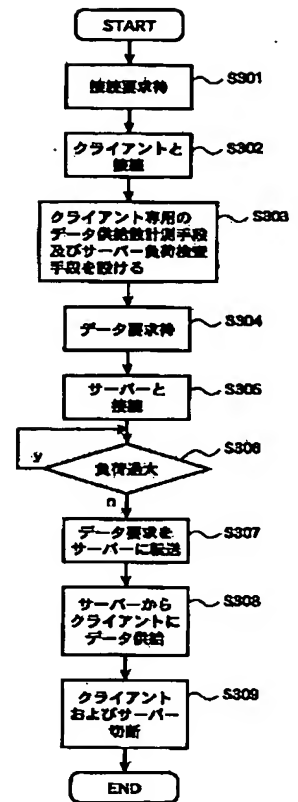 START
接続要求待
S301
クライアントと
接続
S302
クライアント専用の
データ供給数計測手段
及びサーバー負荷検査
手段を設ける
S303
データ要求待
S304
サーバーと
接続
S305
y
負荷過大
S306
n
データ要求を
サーバーに転送
S307
サーバーから
クライアントに
データ供給
S308
クライアント
およびサーバー
切断
S309
END